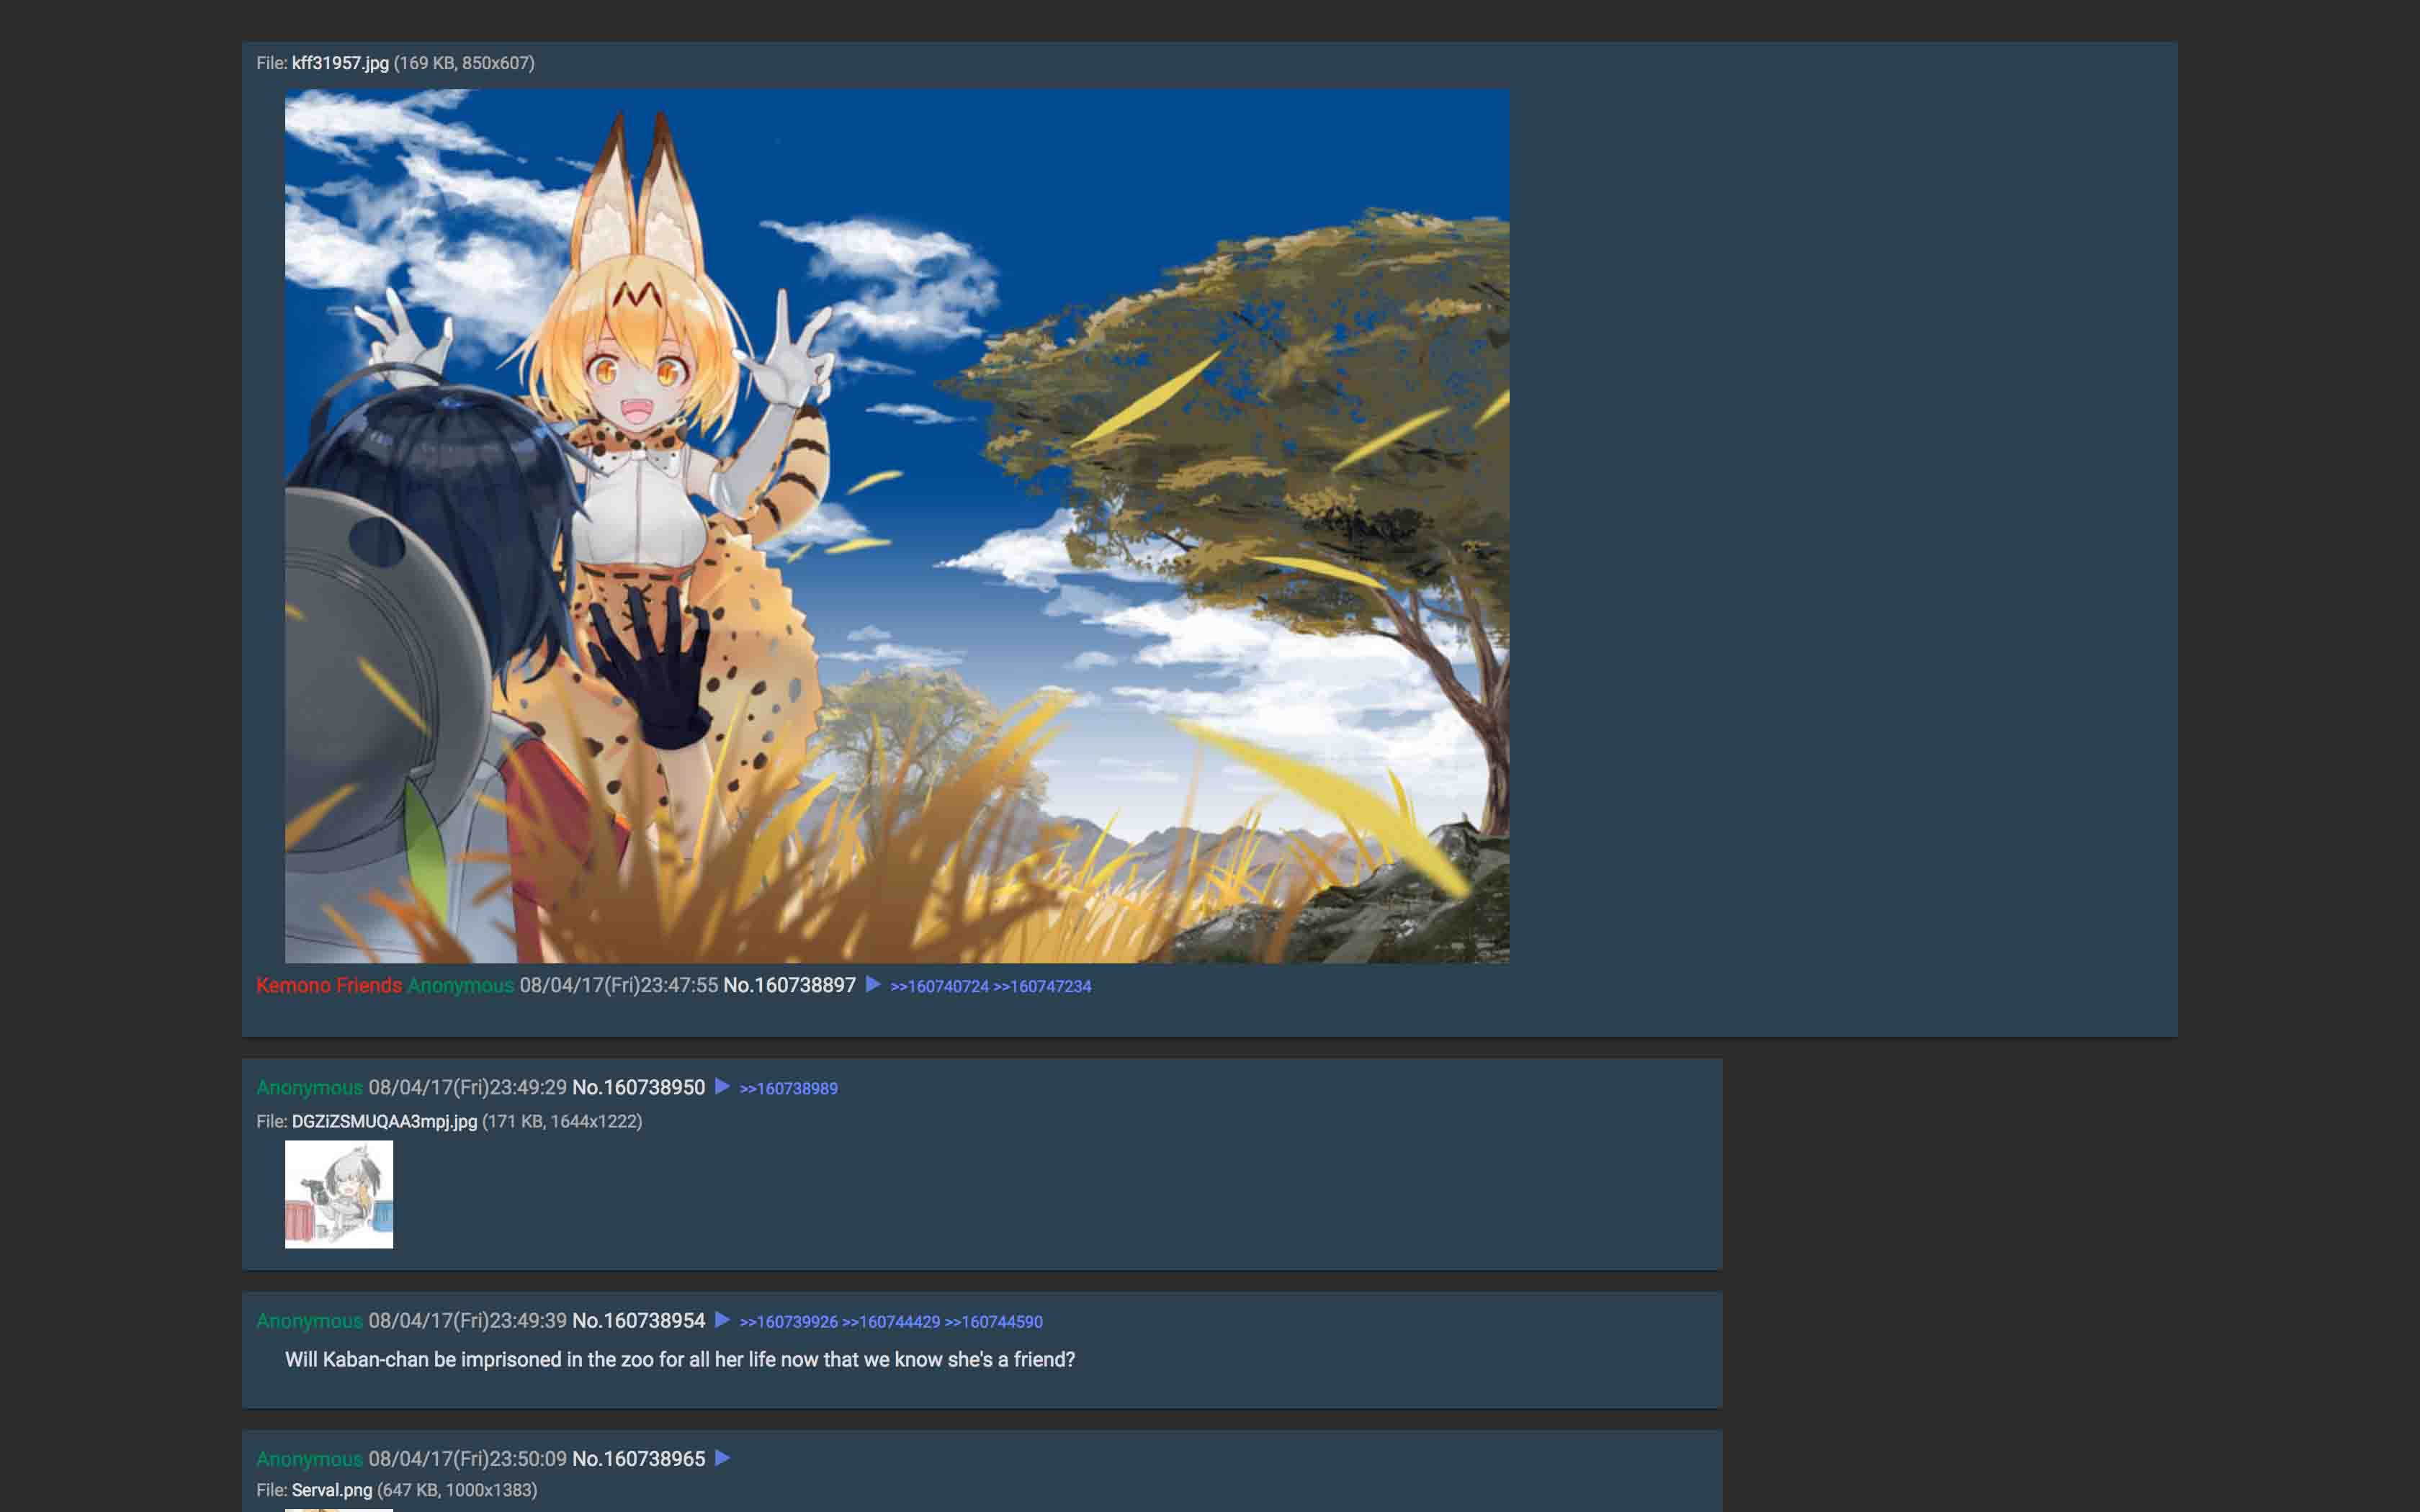 File: kff31957.jpg (169 KB, 850x607)
Kemono Friends Anonymous 08/04/17(Fri)23:47:55 No.160738897 ▶ >>160740724 >>160747234
Anonymous 08/04/17(Fri)23:49:29 No.160738950 ▶ >>160738989
File: DGZiZSMUQAA3mpj.jpg (171 KB, 1644x1222)
Anonymous 08/04/17(Fri)23:49:39 No.160738954 ▶ >>160739926 >>160744429 >>160744590
Will Kaban-chan be imprisoned in the zoo for all her life now that we know she's a friend?
Anonymous 08/04/17(Fri)23:50:09 No.160738965 ▶
File: Serval.png (647 KB, 1000x1383)